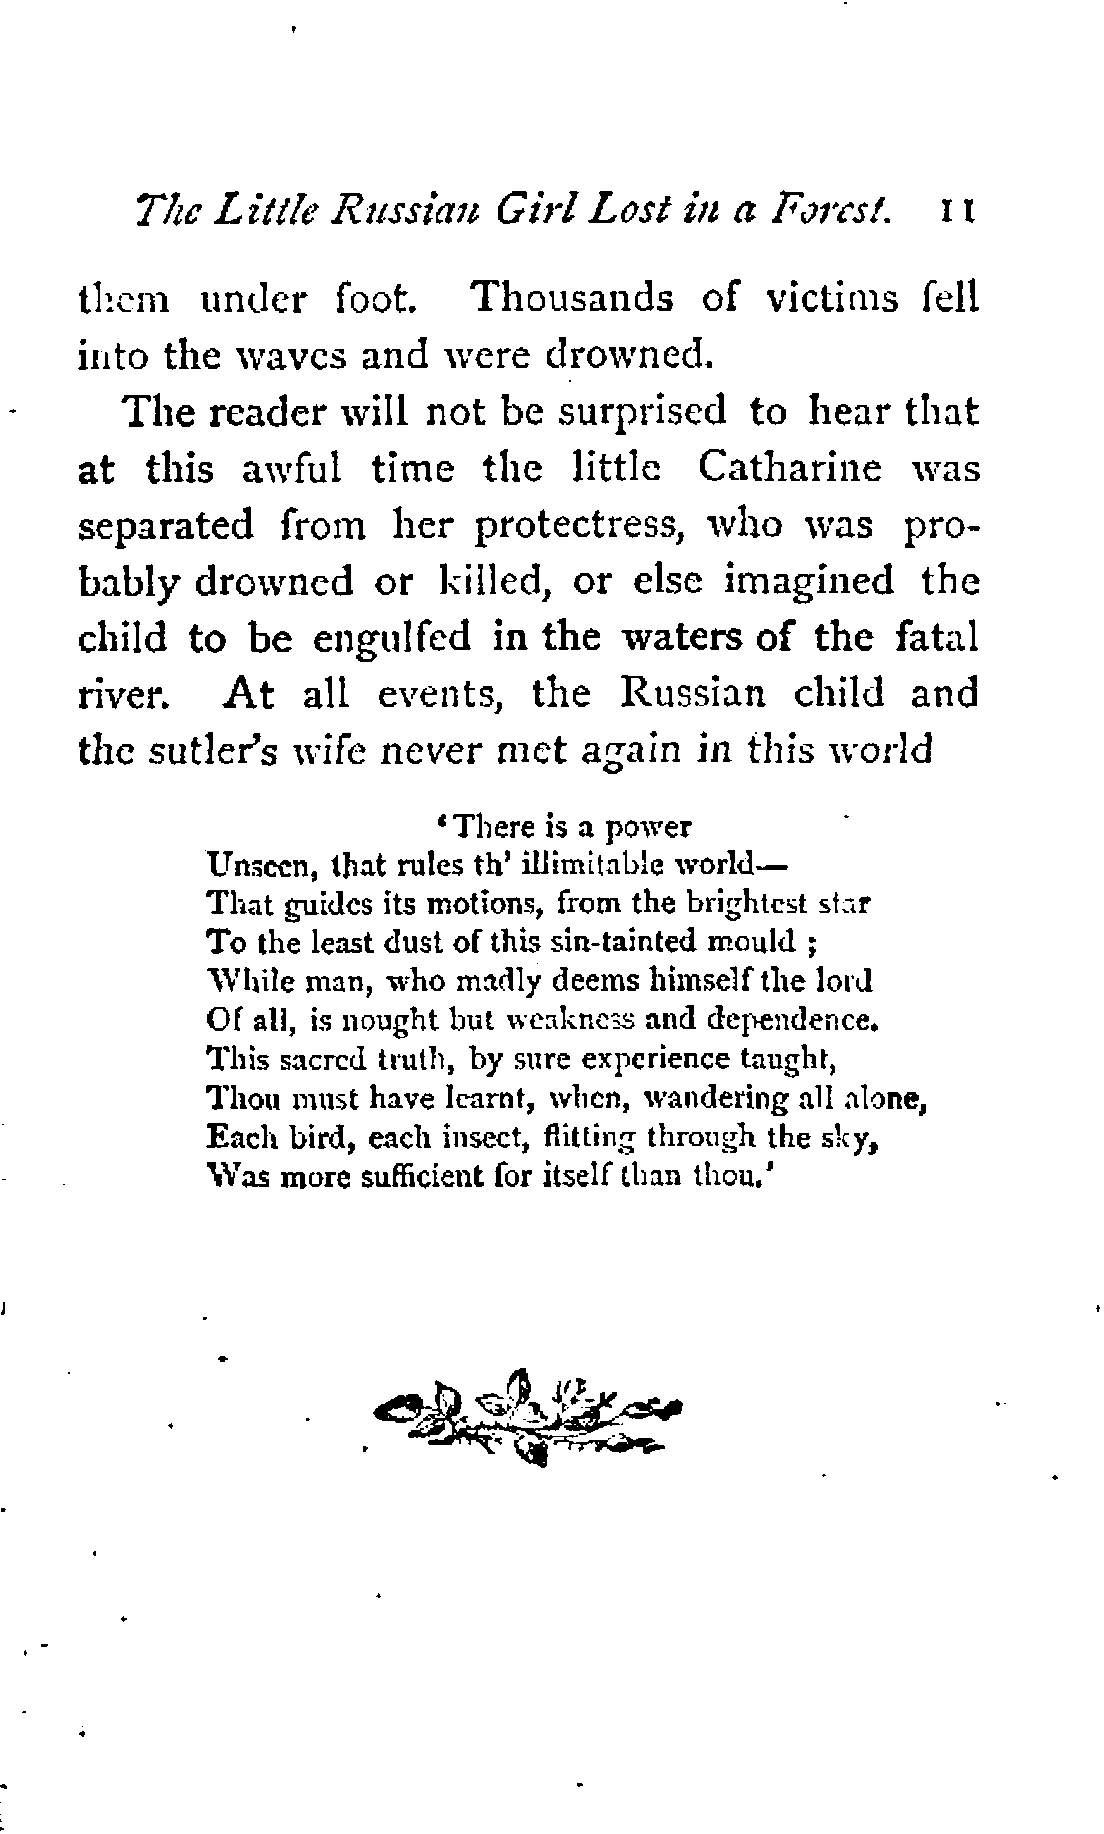 The Little Russian Girl Lost in a Forest. 11
them under foot. Thousands of victims fell
into the waves and were drowned.
The reader will not be surprised to hear that
at this awful time the little Catharine was
separated from her protectress, who was pro-
bably drowned or killed, or else imagined the
child to be engulfed in the waters of the fatal
river. At all events, the Russian child and
the sutler's wife never met again in this world
‘There is a power
Unseen, that rules th’ illimitable world—
That guides its motions, from the brightest star
To the least dust of this sin-tainted mould ;
While man, who madly deems himself the lord
Of all, is nought but weakness and dependence.
This sacred truth, by sure experience taught,
Thou must have learnt, when, wandering all alone,
Each bird, each insect, flitting through the sky,
Was more sufficient for itself than thou.’